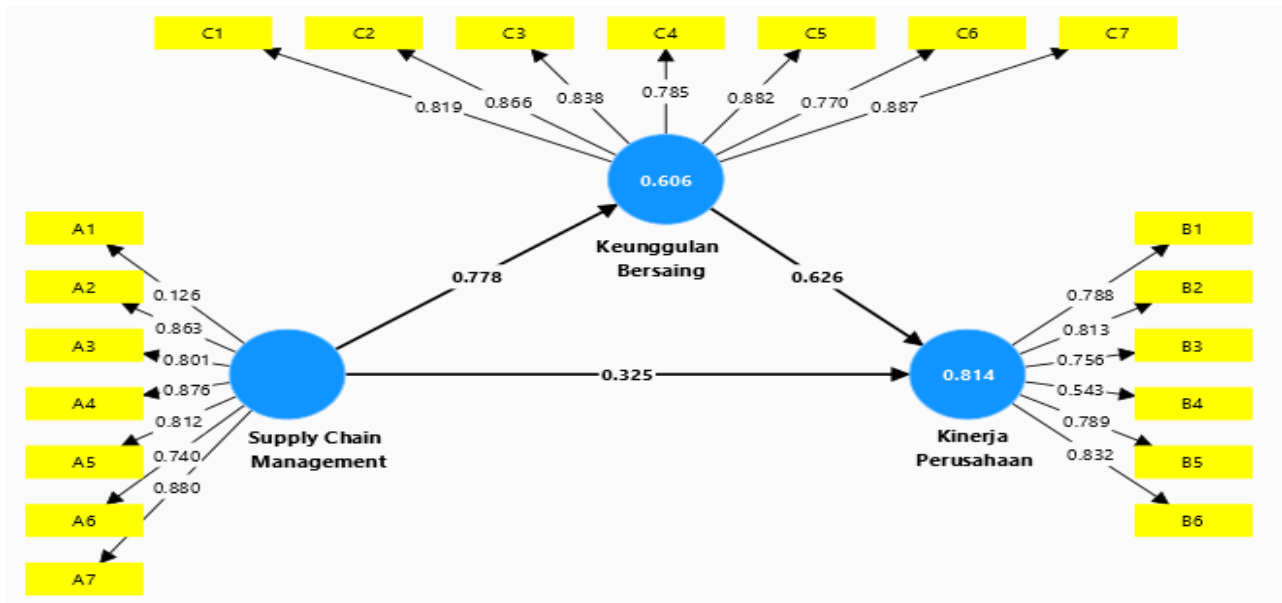 C1
C2
C3
C4
C5
C6
C7
0.819
0.866
0.838
0.785
0.882
0.770
0.887
0.606
Keunggulan
Bersaing
A1
A2
A3
A4
A5
A6
A7
0.126
0.863
0.801
0.876
0.812
0.740
0.880
Supply Chain
Management
0.778
0.626
0.325
0.814
Kinerja
Perusahaan
0.788
0.813
0.756
0.543
0.789
0.832
B1
B2
B3
B4
B5
B6